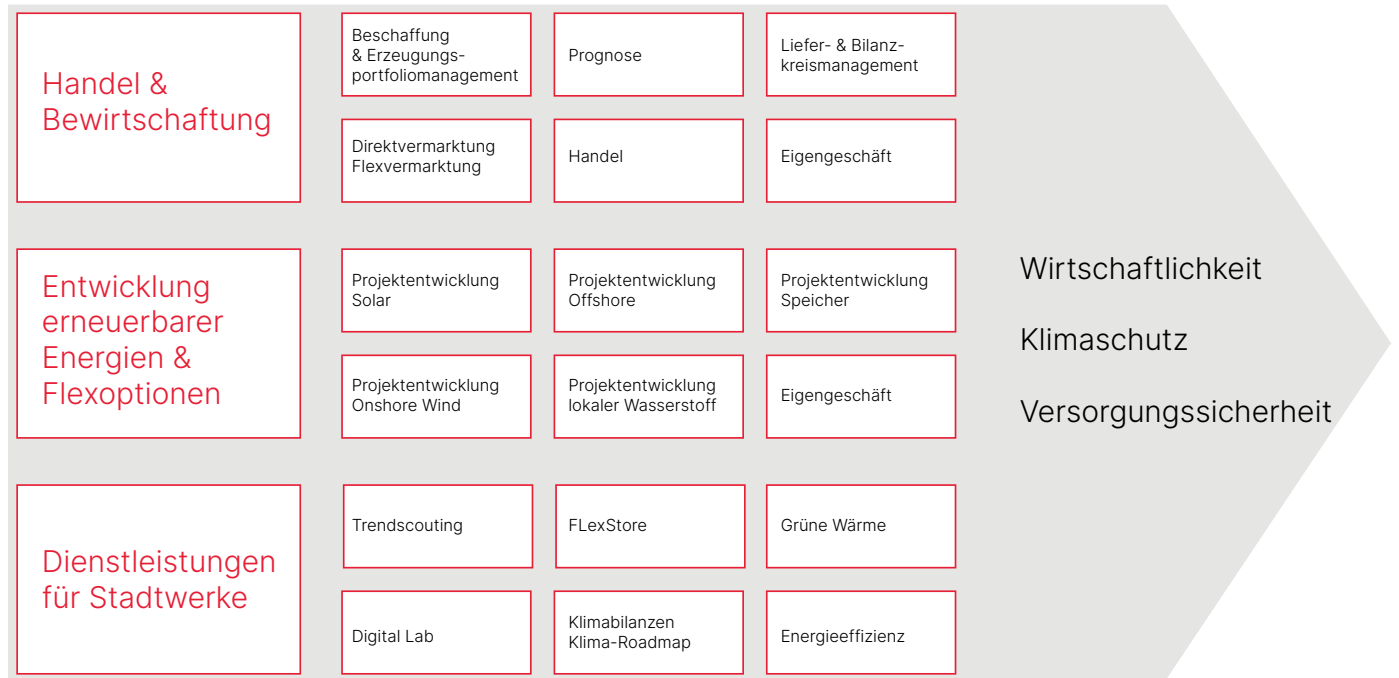 Handel &
Bewirtschaftung
Beschaffung
& Erzeugungs-
portfoliomanagement
Prognose
Liefer- & Bilanz-
kreismanagement
Direktvermarktung
Flexvermarktung
Handel
Eigengeschäft
Entwicklung
erneuerbarer
Energien &
Flexoptionen
Projektentwicklung
Solar
Projektentwicklung
Offshore
Projektentwicklung
Speicher
Projektentwicklung
Onshore Wind
Projektentwicklung
lokaler Wasserstoff
Eigengeschäft
Dienstleistungen
für Stadtwerke
Trendscouting
FLexStore
Grüne Wärme
Digital Lab
Klimabilanzen
Klima-Roadmap
Energieeffizienz
Wirtschaftlichkeit
Klimaschutz
Versorgungssicherheit